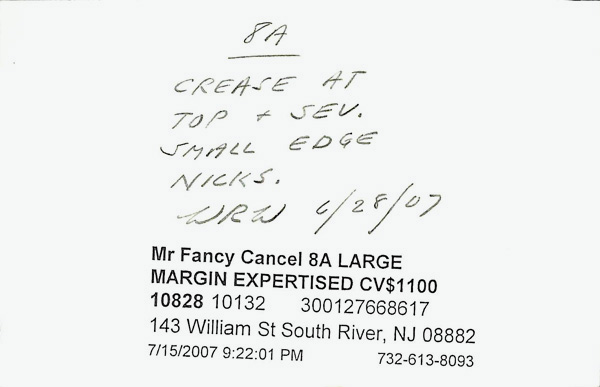 8A
CREASE AT
TOP + SEV.
SMALL EDGE
NICKS.
WRW 6/28/07
Mr Fancy Cancel 8A LARGE
MARGIN EXPERTISED CV$1100
10828 10132 300127668617
143 William St South River, NJ 08882
7/15/2007 9:22:01 PM 732-613-8093